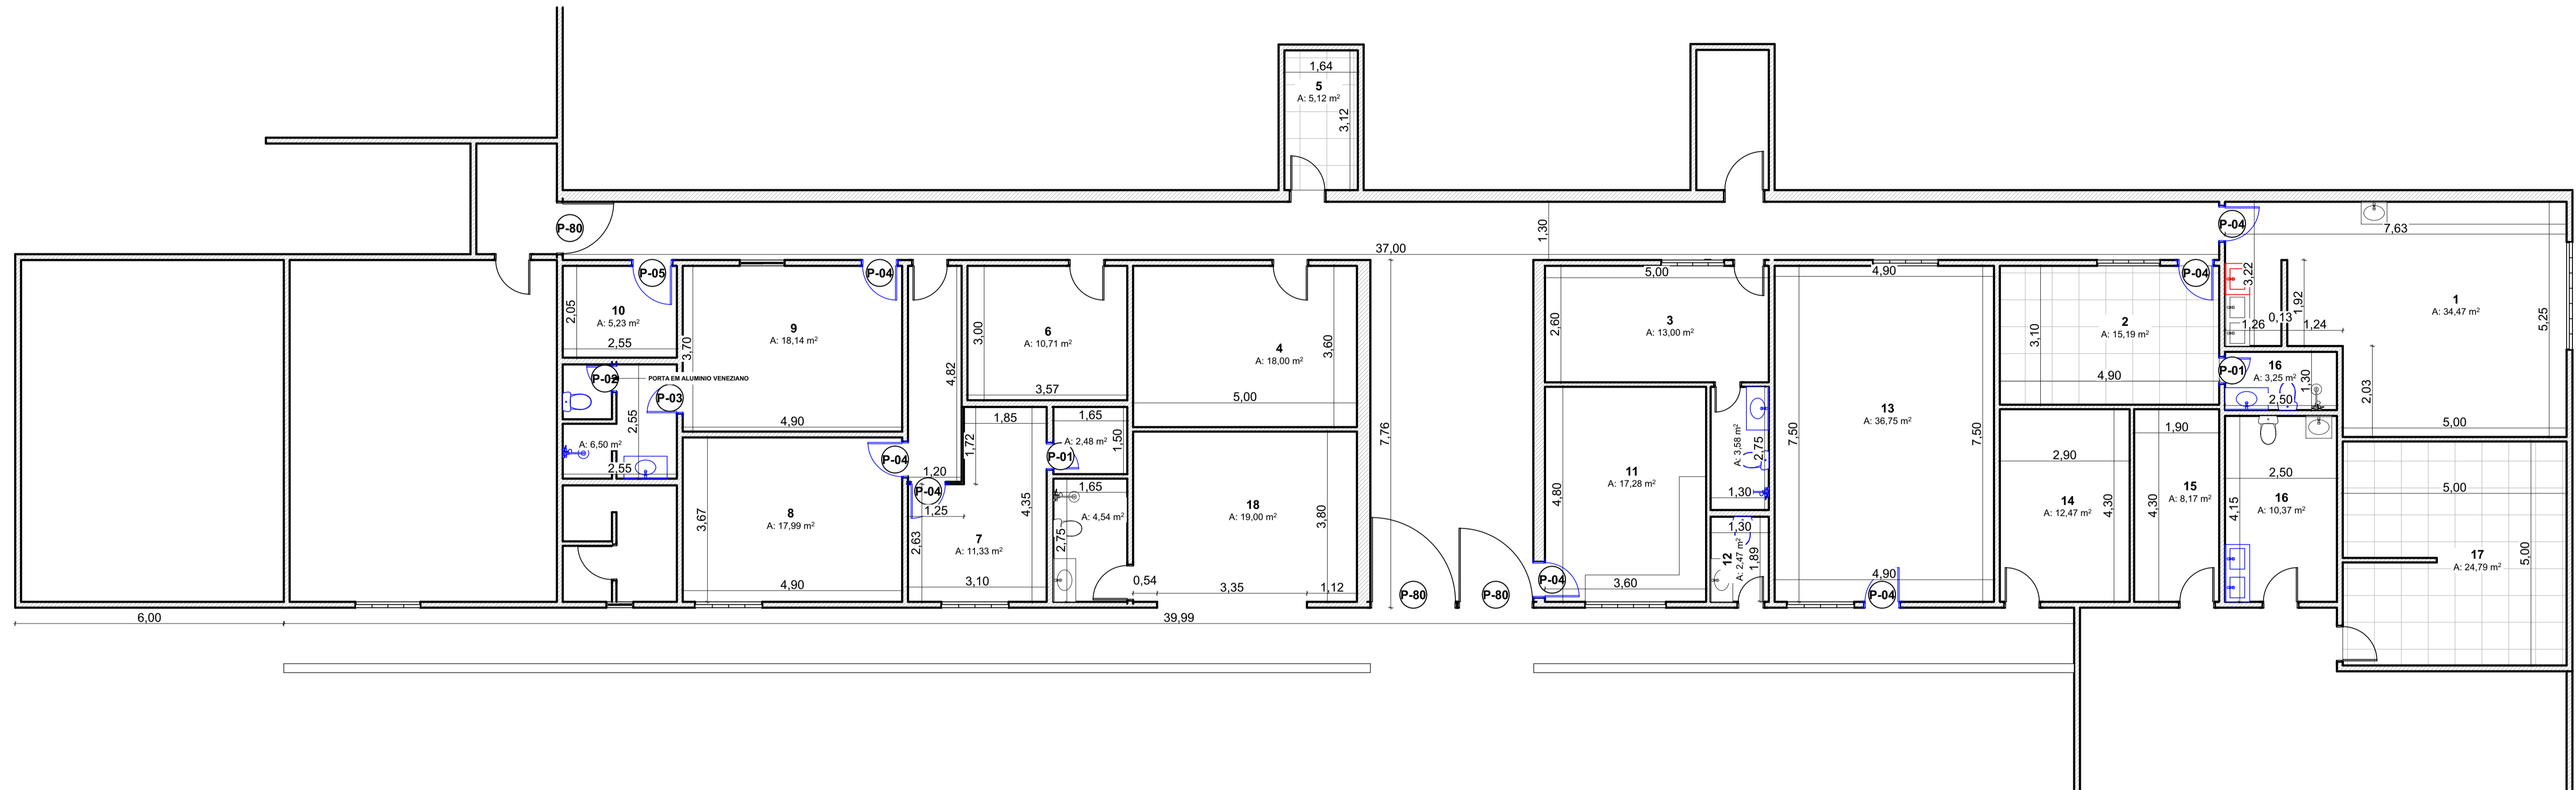 1,64
5
A: 5,12 m²
3,12
P-80
1,30
37,00
P-04
7,63
P-05
P-04
5,00
4,90
P-04
3,22
1,92
0,13
1,26
1,24
1
A: 34,47 m²
5,25
2,05
10
A: 5,23 m²
2,55
9
A: 18,14 m²
3,70
4,90
4,82
3,00
6
A: 10,71 m²
3,57
4
A: 18,00 m²
3,60
5,00
7,76
2,60
3
A: 13,00 m²
2
A: 15,19 m²
3,10
4,90
P-02
PORTA EM ALUMINIO VENEZIANO
P-03
2,55
A: 6,50 m²
2,55
P-01
16
A: 3,25 m²
1,30
2,50
2,03
5,00
1,85
1,72
1,65
A: 2,48 m²
1,50
P-01
P-04
1,20
P-04
1,25
4,35
1,65
A: 4,54 m²
2,75
18
A: 19,00 m²
3,80
0,54
3,35
1,12
3,67
8
A: 17,99 m²
4,90
7
A: 11,33 m²
2,63
3,10
P-80
P-80
P-04
4,80
11
A: 17,28 m²
3,60
A: 3,58 m²
2,75
1,30
1,30
12
A: 2,47 m²
1,89
13
A: 36,75 m²
7,50
7,50
4,90
P-04
2,90
14
A: 12,47 m²
4,30
1,90
15
A: 8,17 m²
4,30
2,50
16
A: 10,37 m²
4,15
5,00
17
A: 24,79 m²
5,00
6,00
39,99